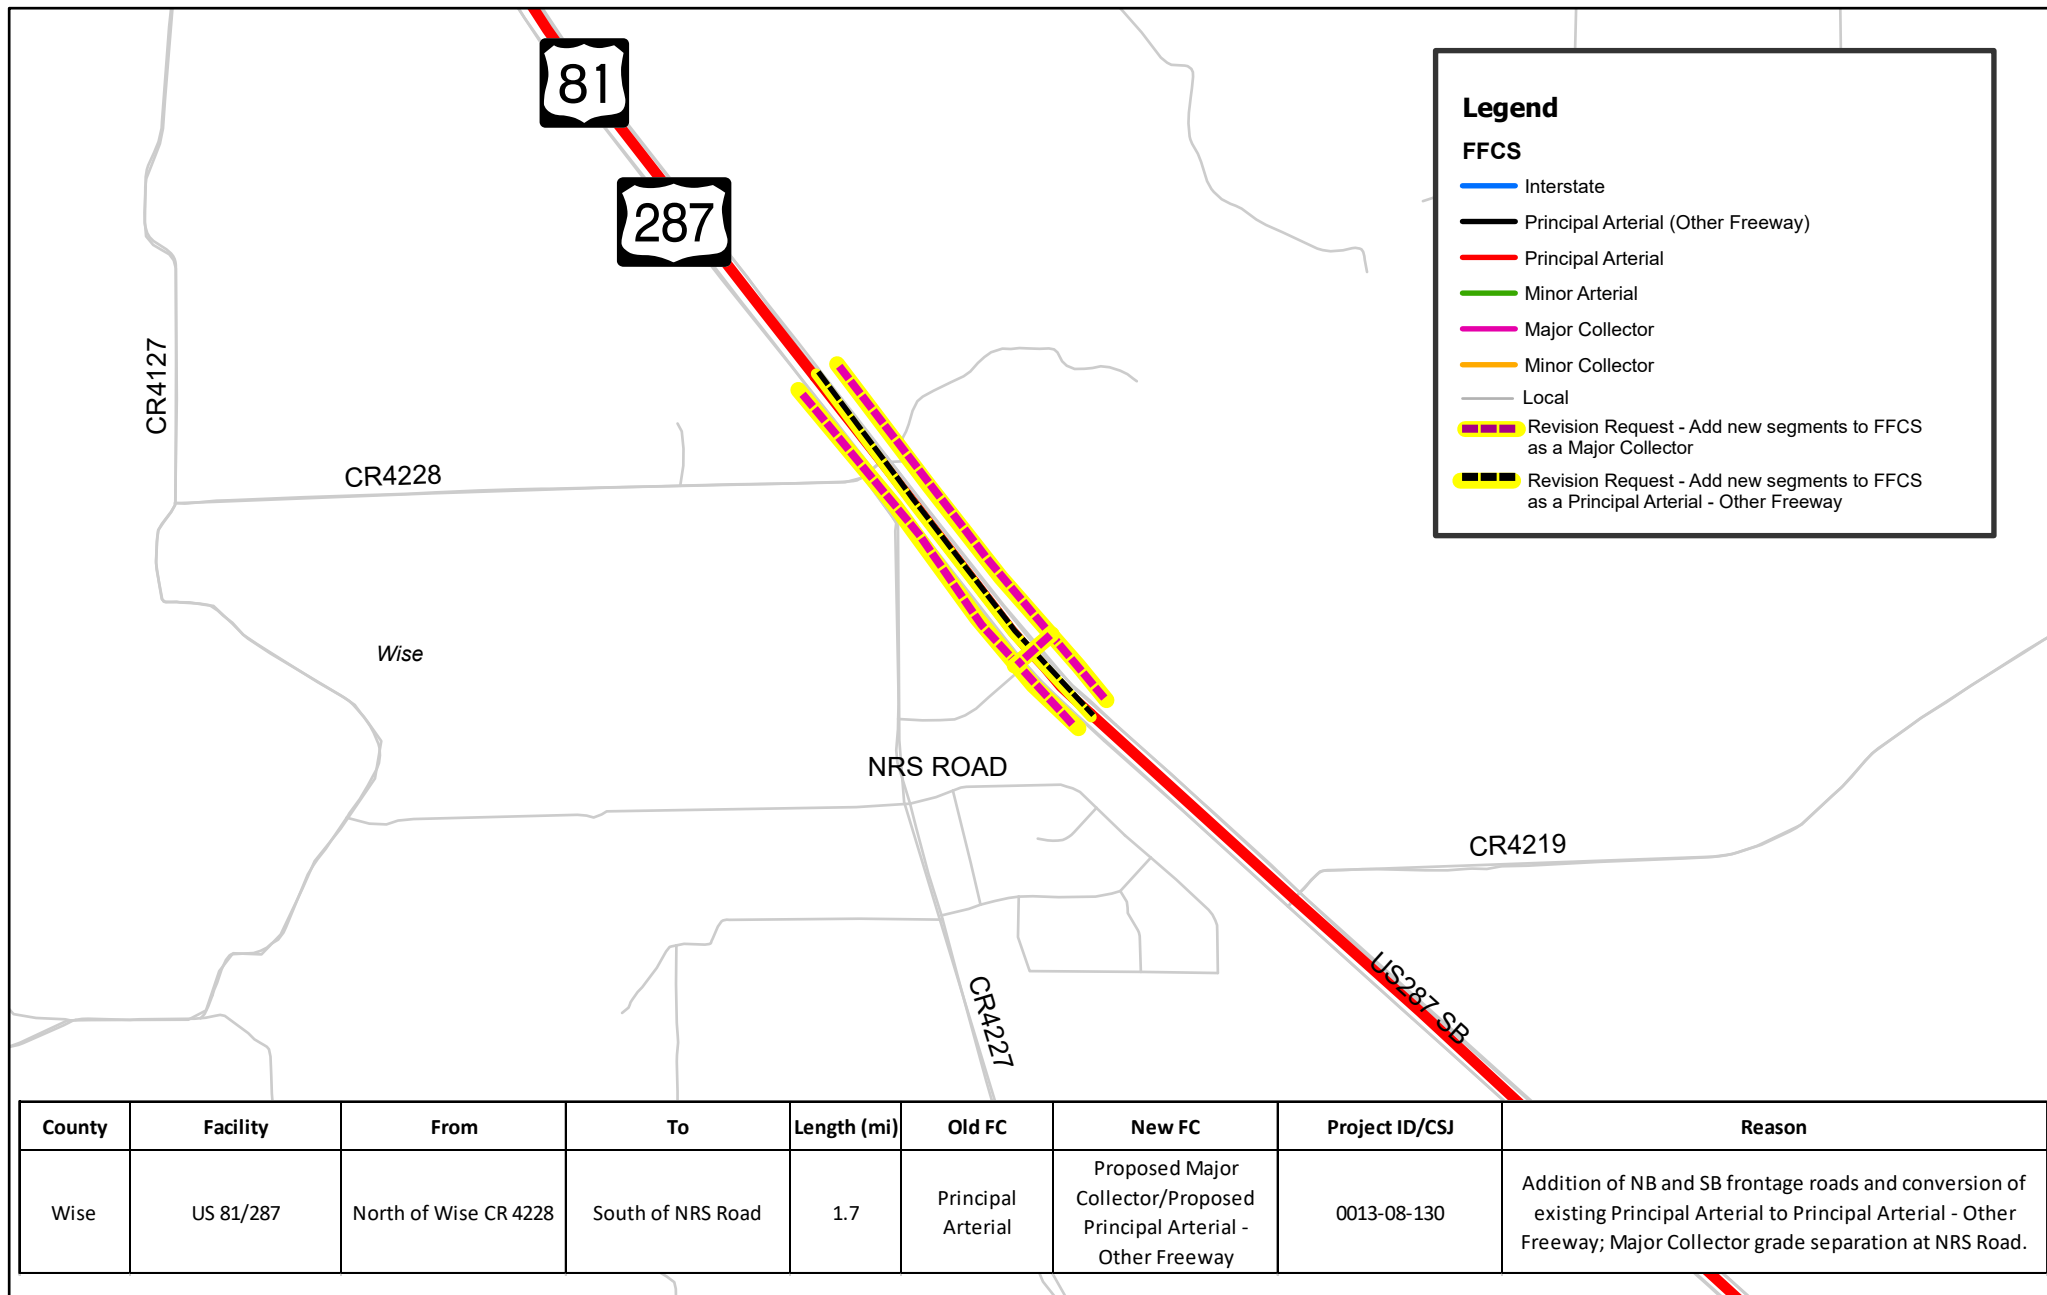 81
287
Legend
FFCS
Interstate
Principal Arterial (Other Freeway)
Principal Arterial
Minor Arterial
Major Collector
Minor Collector
Local
Revision Request - Add new segments to FFCS
as a Major Collector
Revision Request - Add new segments to FFCS
as a Principal Arterial - Other Freeway
CR4127
CR4228
Wise
NRS ROAD
CR4219
US287 SB
CR4227
County Facility From To Length (mi) Old FC New FC Project ID/CSJ Reason
Wise
US 81/287
North of Wise CR 4228
South of NRS Road
1.7
Principal
Arterial
Proposed Major
Collector/Proposed
Principal Arterial -
Other Freeway
0013-08-130
Addition of NB and SB frontage roads and conversion of
existing Principal Arterial to Principal Arterial - Other
Freeway; Major Collector grade separation at NRS Road.